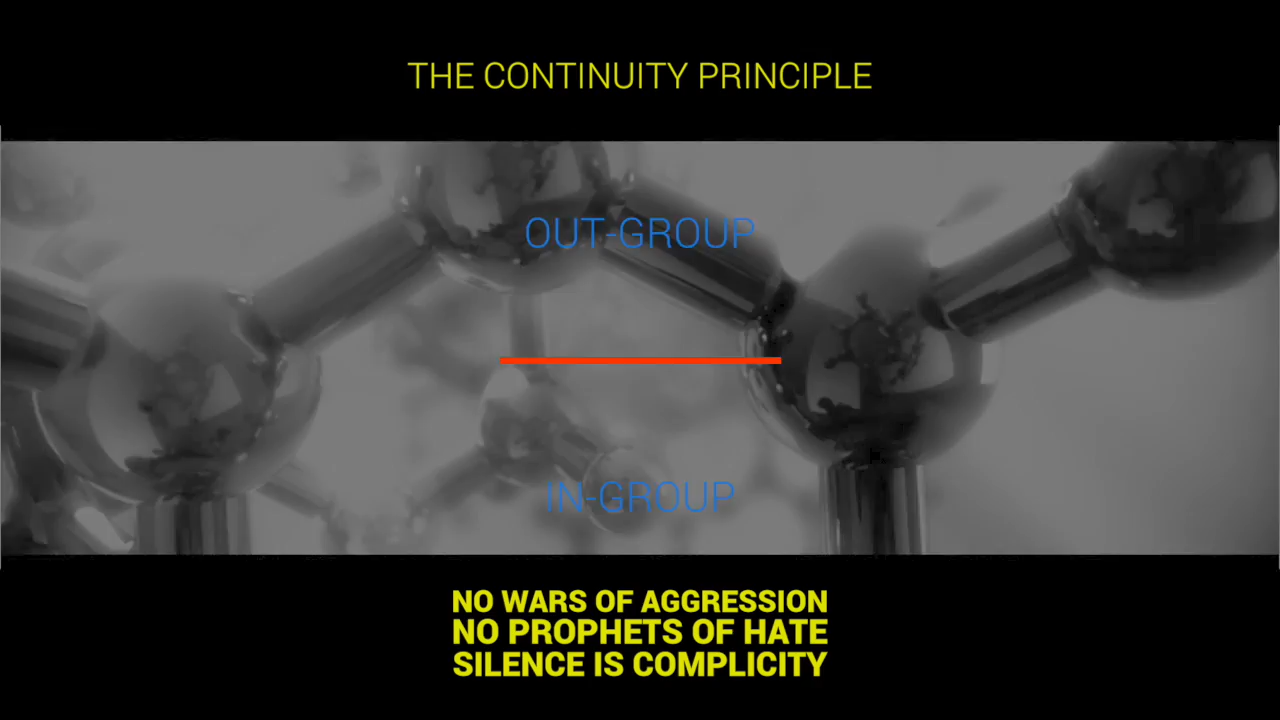 THE CONTINUITY PRINCIPLE
OUT-GROUP
IN-GROUP
NO WARS OF AGGRESSION
NO PROPHETS OF HATE
SILENCE IS COMPLICITY